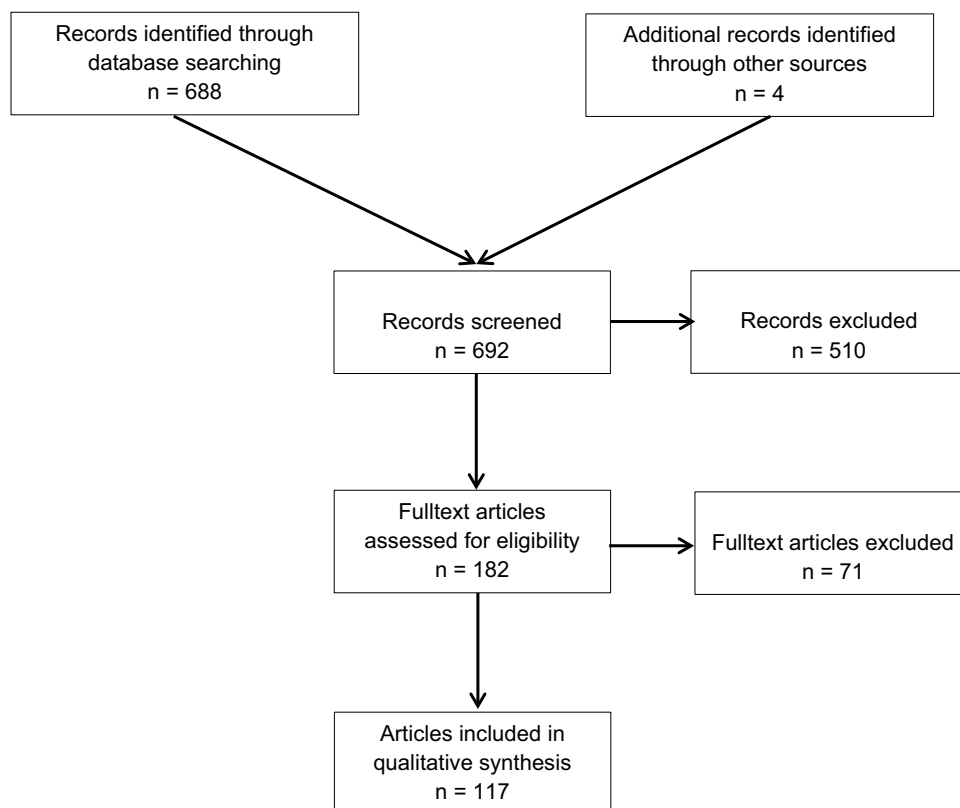 Records identified through
database searching
n = 688
Additional records identified
through other sources
n = 4
Records screened
n = 692
Records excluded
n = 510
Fulltext articles
assessed for eligibility
n = 182
Fulltext articles excluded
n = 71
Articles included in
qualitative synthesis
n = 117